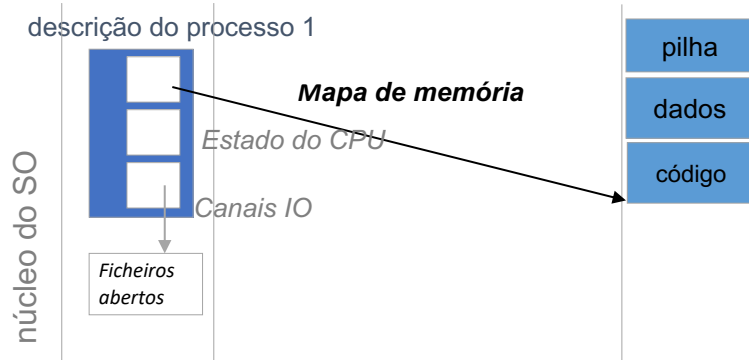 descrição do processo 1
pilha
Mapa de memória
dados
Estado do CPU
código
Canais IO
núcleo do SO
Ficheiros
abertos